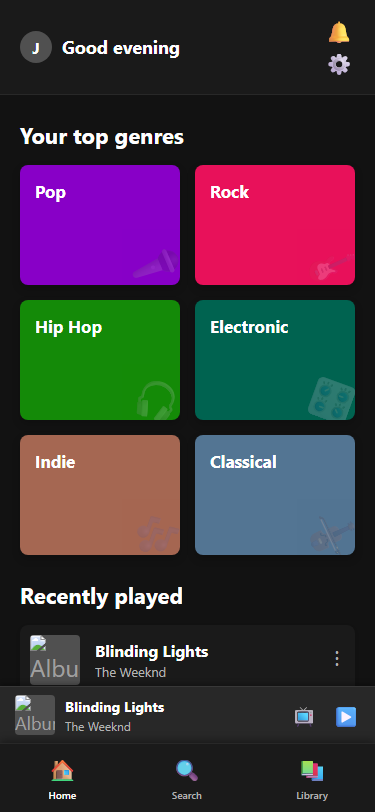 J
Good evening
Your top genres
Pop
Rock
Hip Hop
Electronic
Indie
Classical
Recently played
Albu
Blinding Lights
The Weeknd
Albu
Blinding Lights
The Weeknd
Home
Search
Library